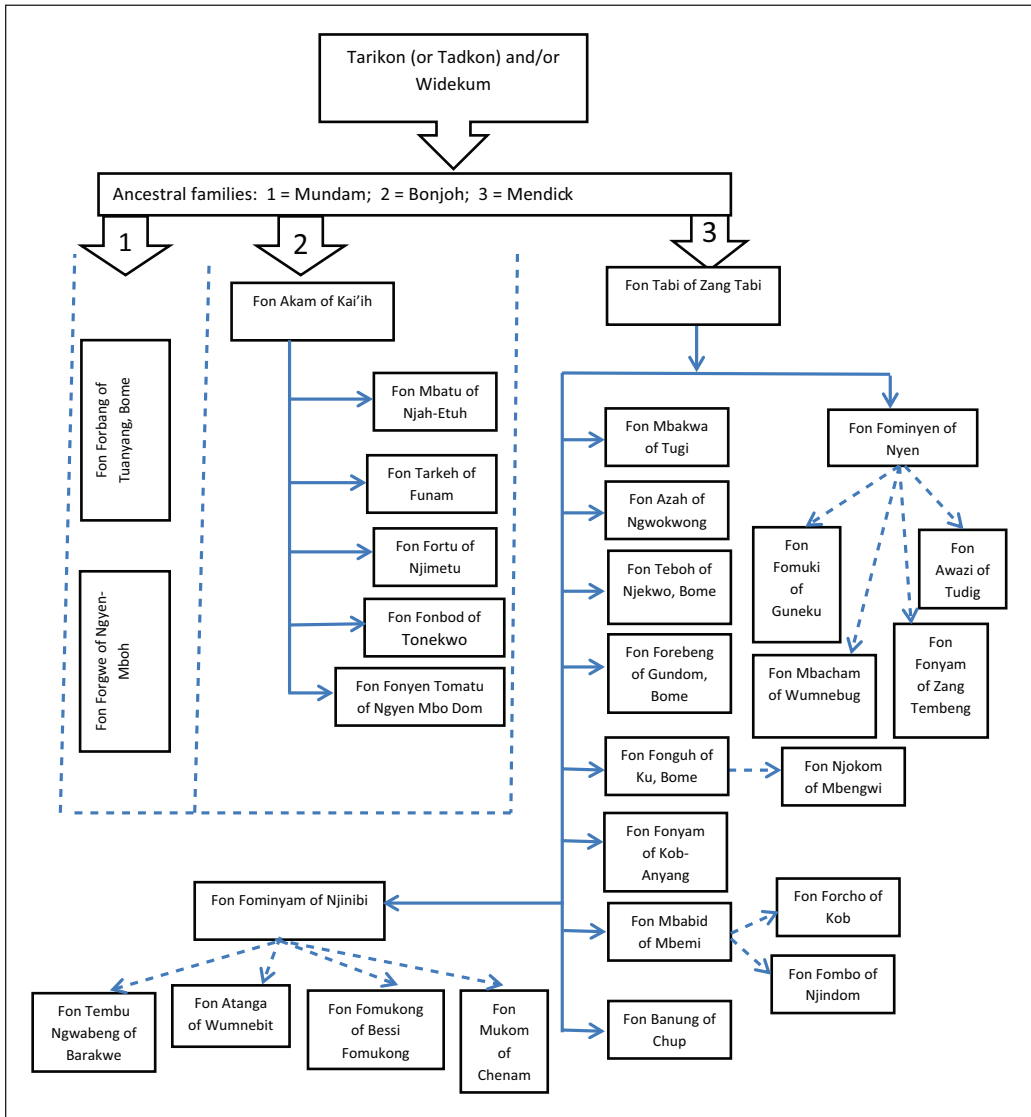 Tarikon (or Tadkon) and/or
Widekum
Ancestral families: 1 = Mundam; 2 = Bonjoh; 3 = Mendick
1
2
3
Fon Forbang of
Tuanyang, Bome
Fon Forgwe of Ngyen-
Mboh
Fon Akam of Kai’ih
Fon Mbatu of
Njah-Etuh
Fon Tarkeh of
Funam
Fon Fortu of
Njimetu
Fon Fonbod of
Tonekwo
Fon Fonyen Tomatu
of Ngyen Mbo Dom
Fon Tabi of Zang Tabi
Fon Mbakwa
of Tugi
Fon Azah of
Ngwokwong
Fon Teboh of
Njekwo, Bome
Fon Forebeng
of Gundom,
Bome
Fon Fonguh of
Ku, Bome
Fon Njokom of
Mbengwi
Fon Fonyam
of Kob-
Anyang
Fon Mbabid
of Mbemi
Fon Forcho of
Kob
Fon Fombo of
Njindom
Fon Banung of
Chup
Fon Fominyen of
Nyen
Fon
Fomuki
of
Guneku
Fon Mbacham
of Wumnebug
Fon
Fonyam
of Zang
Tembeng
Fon
Awazi of
Tudig
Fon Fominyam of Njinibi
Fon Tembu
Ngwabeng of
Barakwe
Fon Atanga
of Wumnebit
Fon Fomukong
of Bessi
Fomukong
Fon
Mukom
of
Chenam